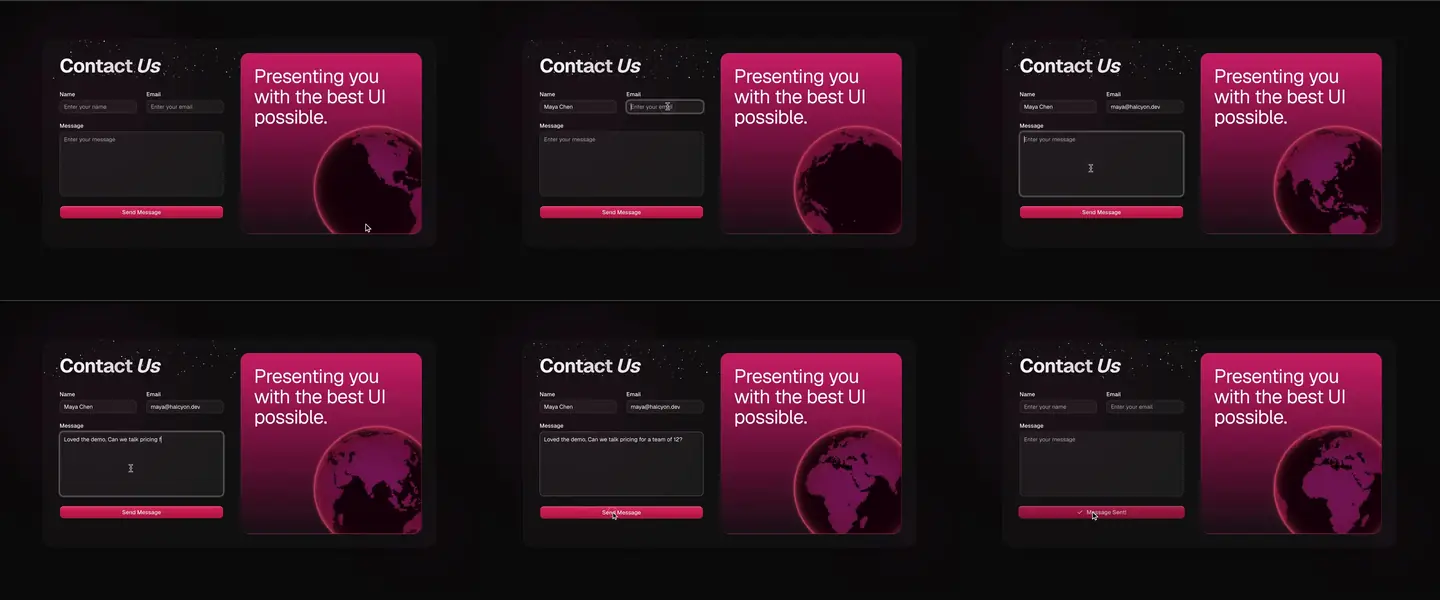 Contact Us
Name
Email
Enter your name
Enter your email
Message
Enter your message
Send Message
Presenting you
with the best UI
possible.
Contact Us
Name
Email
Maya Chen
Enter your email
Message
Enter your message
Send Message
Presenting you
with the best UI
possible.
Contact Us
Name
Email
Maya Chen
maya@halcyon.dev
Message
Enter your message
Send Message
Presenting you
with the best UI
possible.
Contact Us
Name
Email
Maya Chen
maya@halcyon.dev
Message
Loved the demo. Can we talk pricing f
Send Message
Presenting you
with the best UI
possible.
Contact Us
Name
Email
Maya Chen
maya@halcyon.dev
Message
Loved the demo. Can we talk pricing for a team of 12?
Send Message
Presenting you
with the best UI
possible.
Contact Us
Name
Email
Enter your name
Enter your email
Message
Enter your message
✓ Message Sent!
Presenting you
with the best UI
possible.